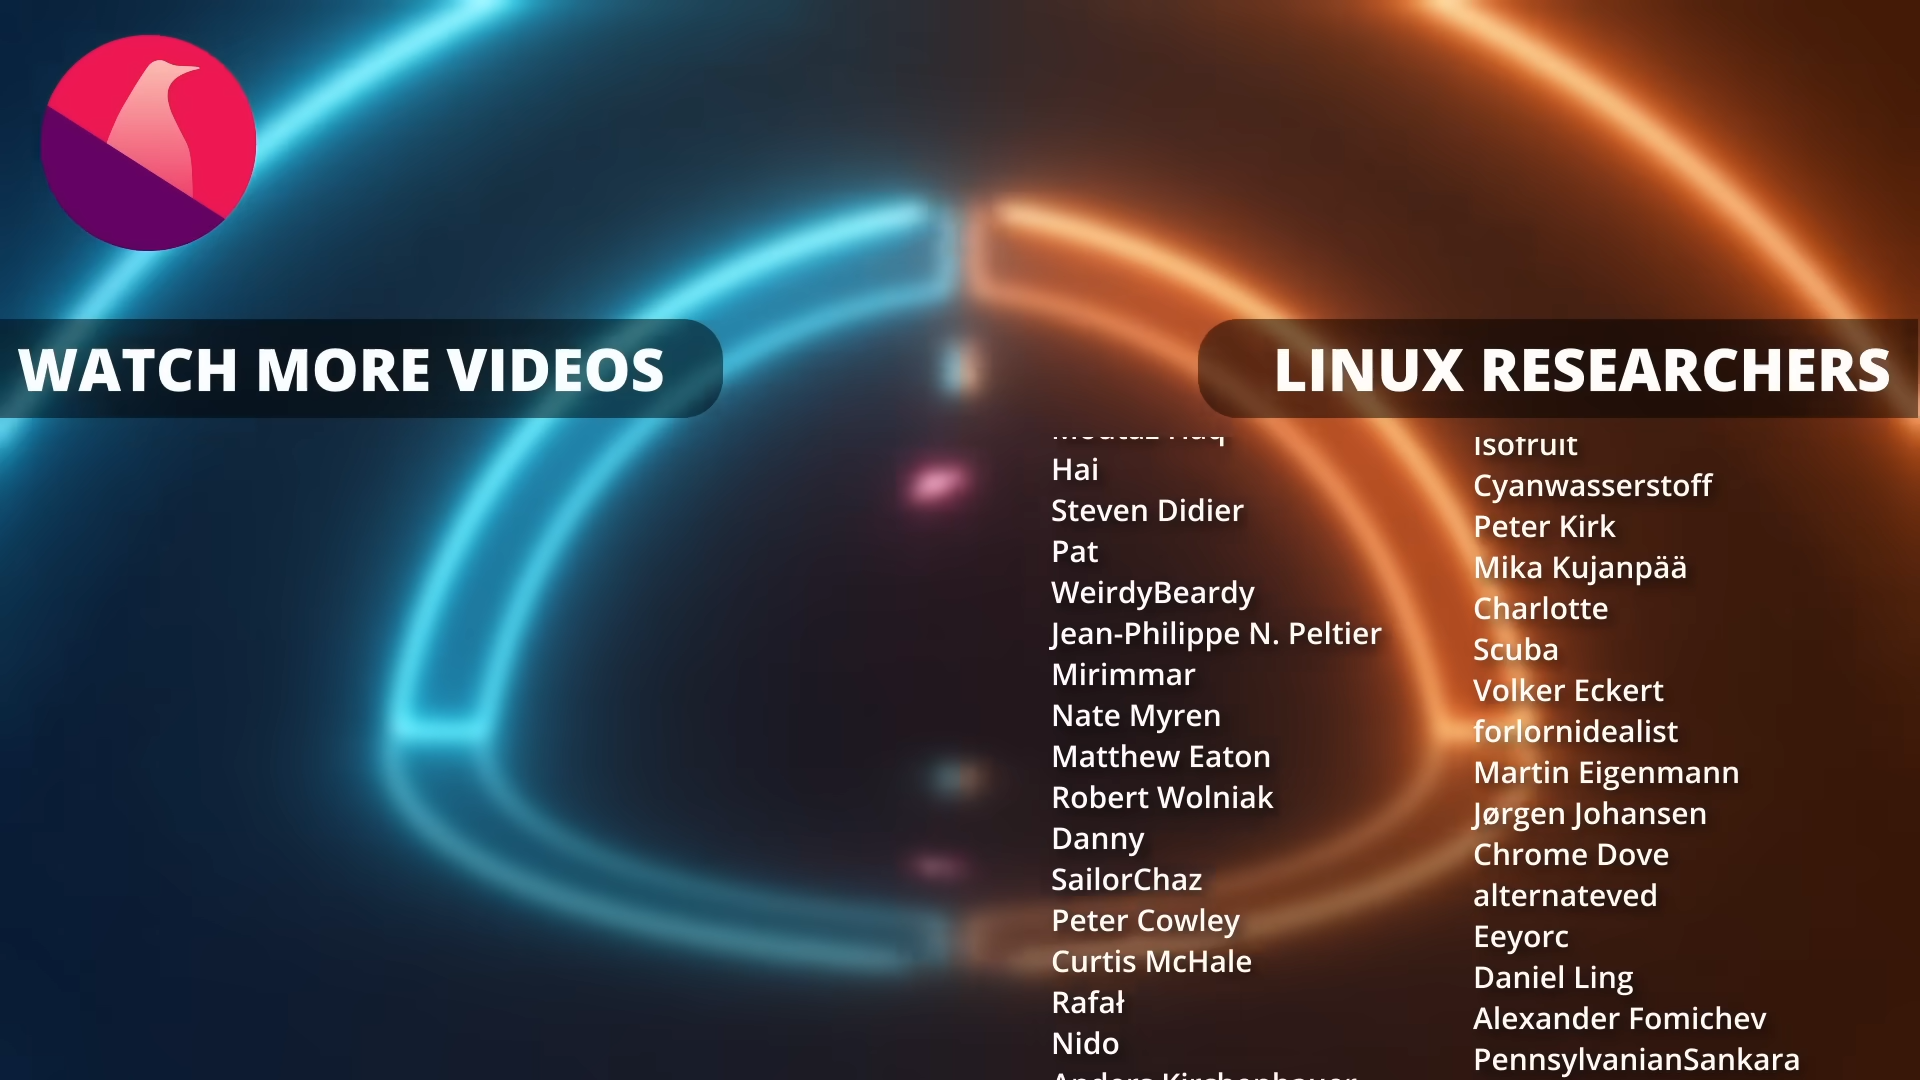 WATCH MORE VIDEOS
LINUX RESEARCHERS
Hai
Steven Didier
Pat
WeirdyBeardy
Jean-Philippe N. Peltier
Mirimmar
Nate Myren
Matthew Eaton
Robert Wolniak
Danny
SailorChaz
Peter Cowley
Curtis McHale
Rafał
Nido
Isofruit
Cyanwasserstoff
Peter Kirk
Mika Kujanpää
Charlotte
Scuba
Volker Eckert
forlornidealist
Martin Eigenmann
Jørgen Johansen
Chrome Dove
alternateved
Eeyorc
Daniel Ling
Alexander Fomichev
PennsylvanianSankara